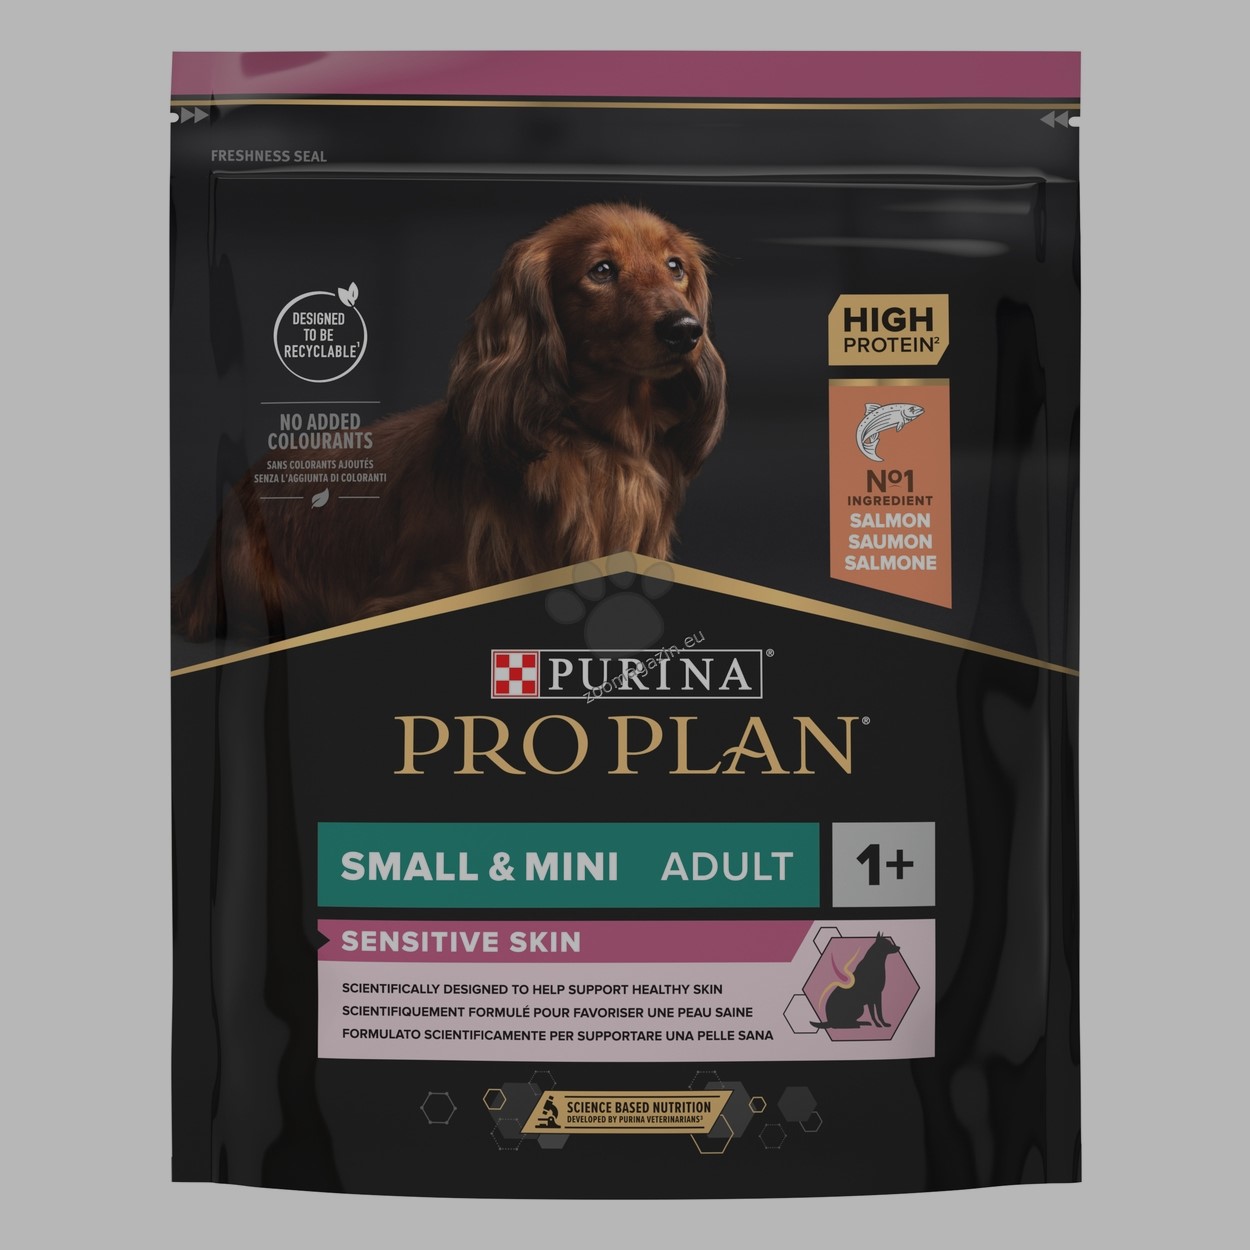 FRESHNESS SEAL
DESIGNED
TO BE
RECYCLABLE¹
NO ADDED
COLOURANTS
SANS COLORANTS AJOUTÉS
SENZA L'AGGIUNTA DI COLORANTI
HIGH
PROTEIN²
Nº1
INGREDIENT
SALMON
SAUMON
SALMONE
zoomagazin.eu
PURINA®
PRO PLAN®
SMALL & MINI ADULT 1+
SENSITIVE SKIN
SCIENTIFICALLY DESIGNED TO HELP SUPPORT HEALTHY SKIN
SCIENTIFIQUEMENT FORMULÉ POUR FAVORISER UNE PEAU SAINE
FORMULATO SCIENTIFICAMENTE PER SUPPORTARE UNA PELLE SANA
SCIENCE BASED NUTRITION
DEVELOPED BY PURINA VETERINARIANS³